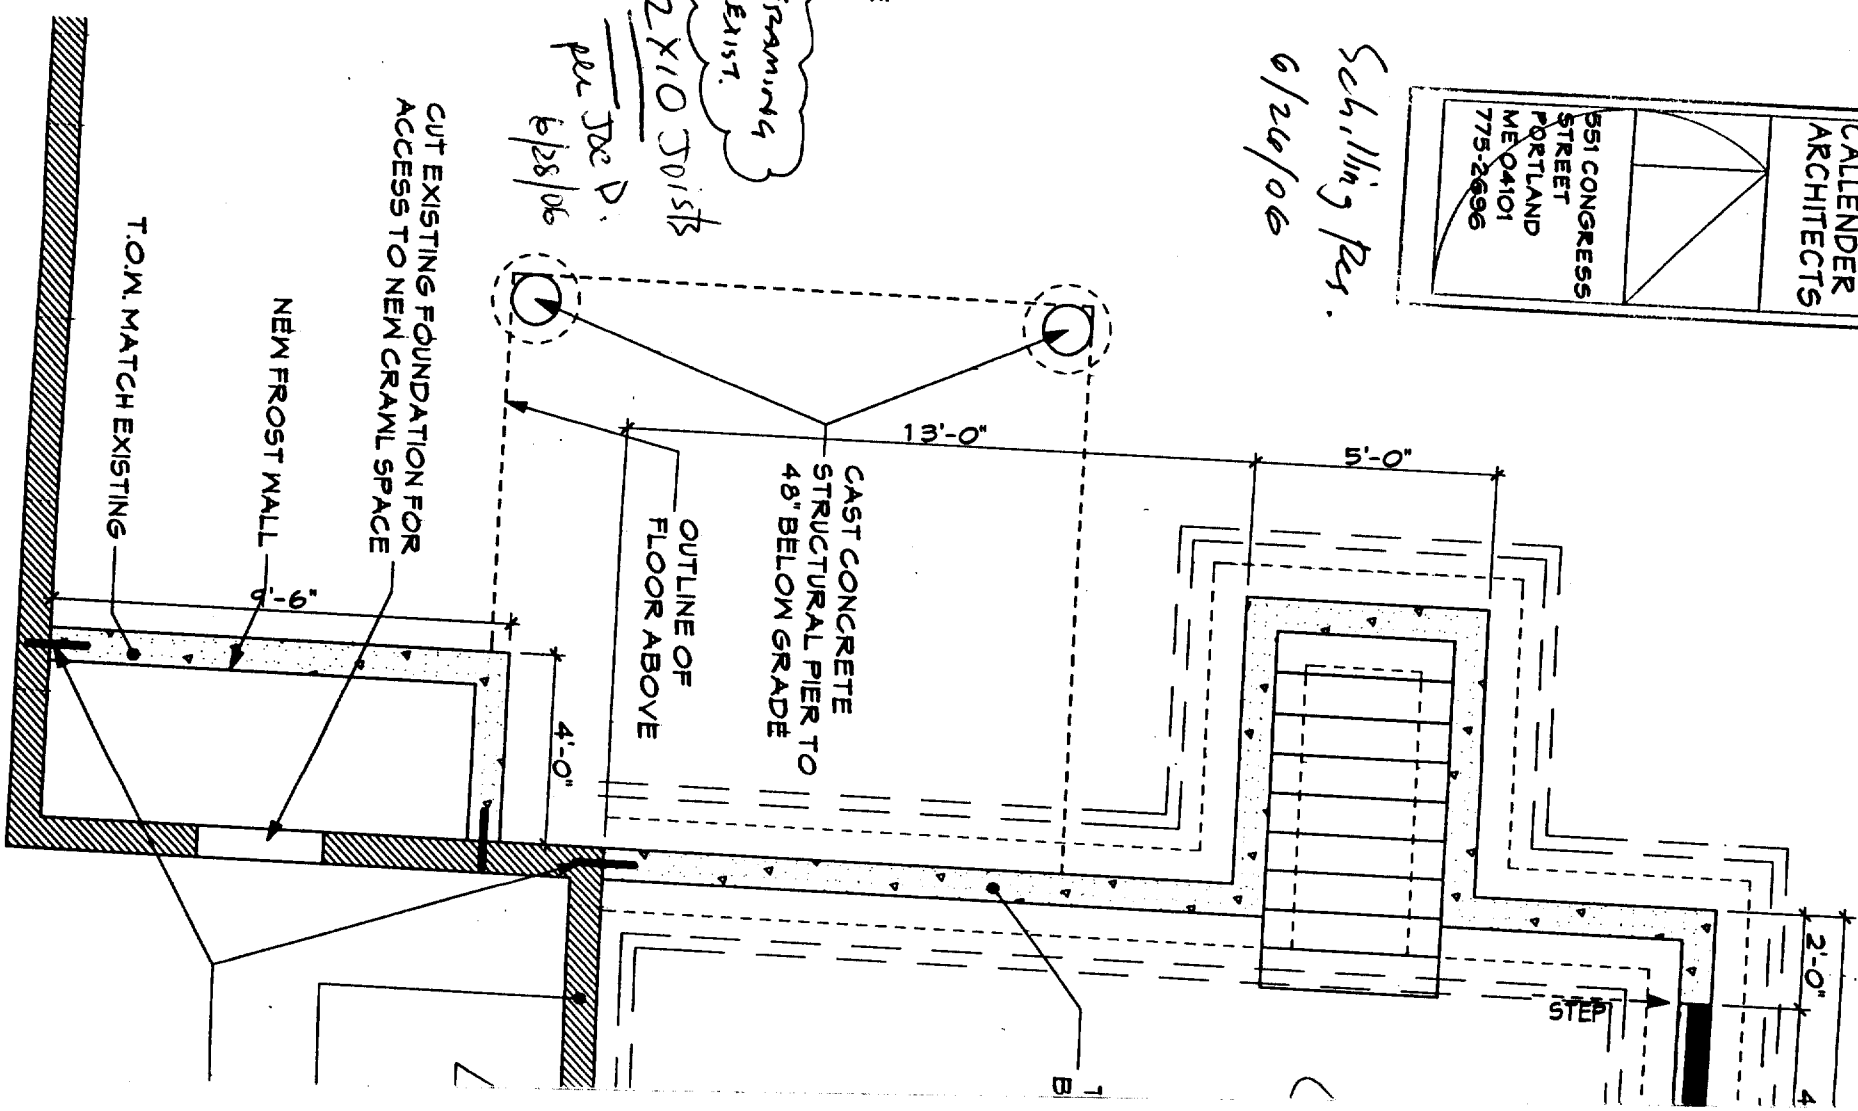 CALLENDER
ARCHITECTS
551 CONGRESS
STREET
PORTLAND
ME 04101
775-2696
6/26/06
FRAMING
EXIST.
2X10 Joists
per Joe D.
6/28/06
CUT EXISTING FOUNDATION FOR
ACCESS TO NEW CRAWL SPACE
NEW FROST WALL
T.O.W. MATCH EXISTING
13'-0"
5'-0"
CAST CONCRETE
STRUCTURAL PIER TO
48" BELOW GRADE
OUTLINE OF
FLOOR ABOVE
9'-6"
4'-0"
2'-0"
STEP
4
T
B